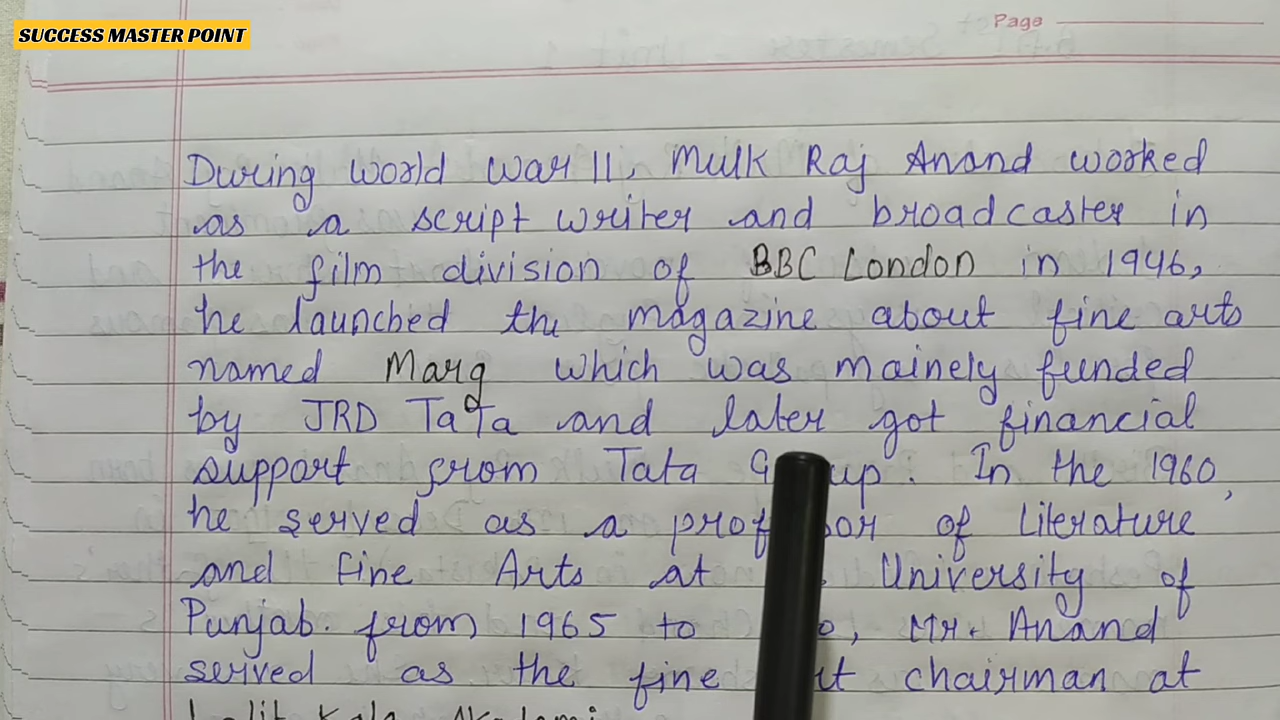 SUCCESS MASTER POINT
Page
During World War II, Mulk Raj Anand worked
as a script writer and broadcaster in
the film division of BBC London in 1946,
he launched the magazine about fine arts
named Marg which was mainely funded
by JRD Tata and later got financial
support from Tata . In the 1960,
he served as a of Literature
and Fine Arts at University of
Punjab. from 1965 to , Mr. Anand
served as the fine chairman at
Lalit Kala Akademi